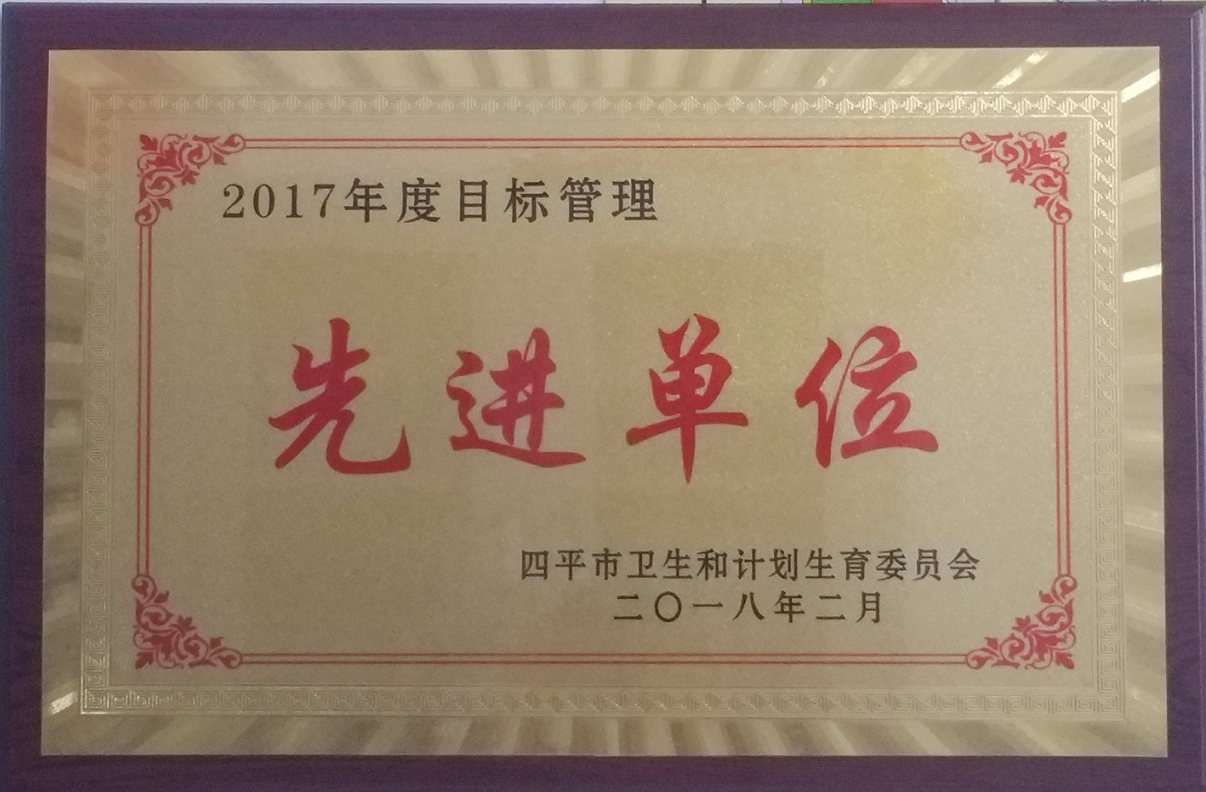 2017年度目标管理
先进单位
四平市卫生和计划生育委员会
二〇一八年二月